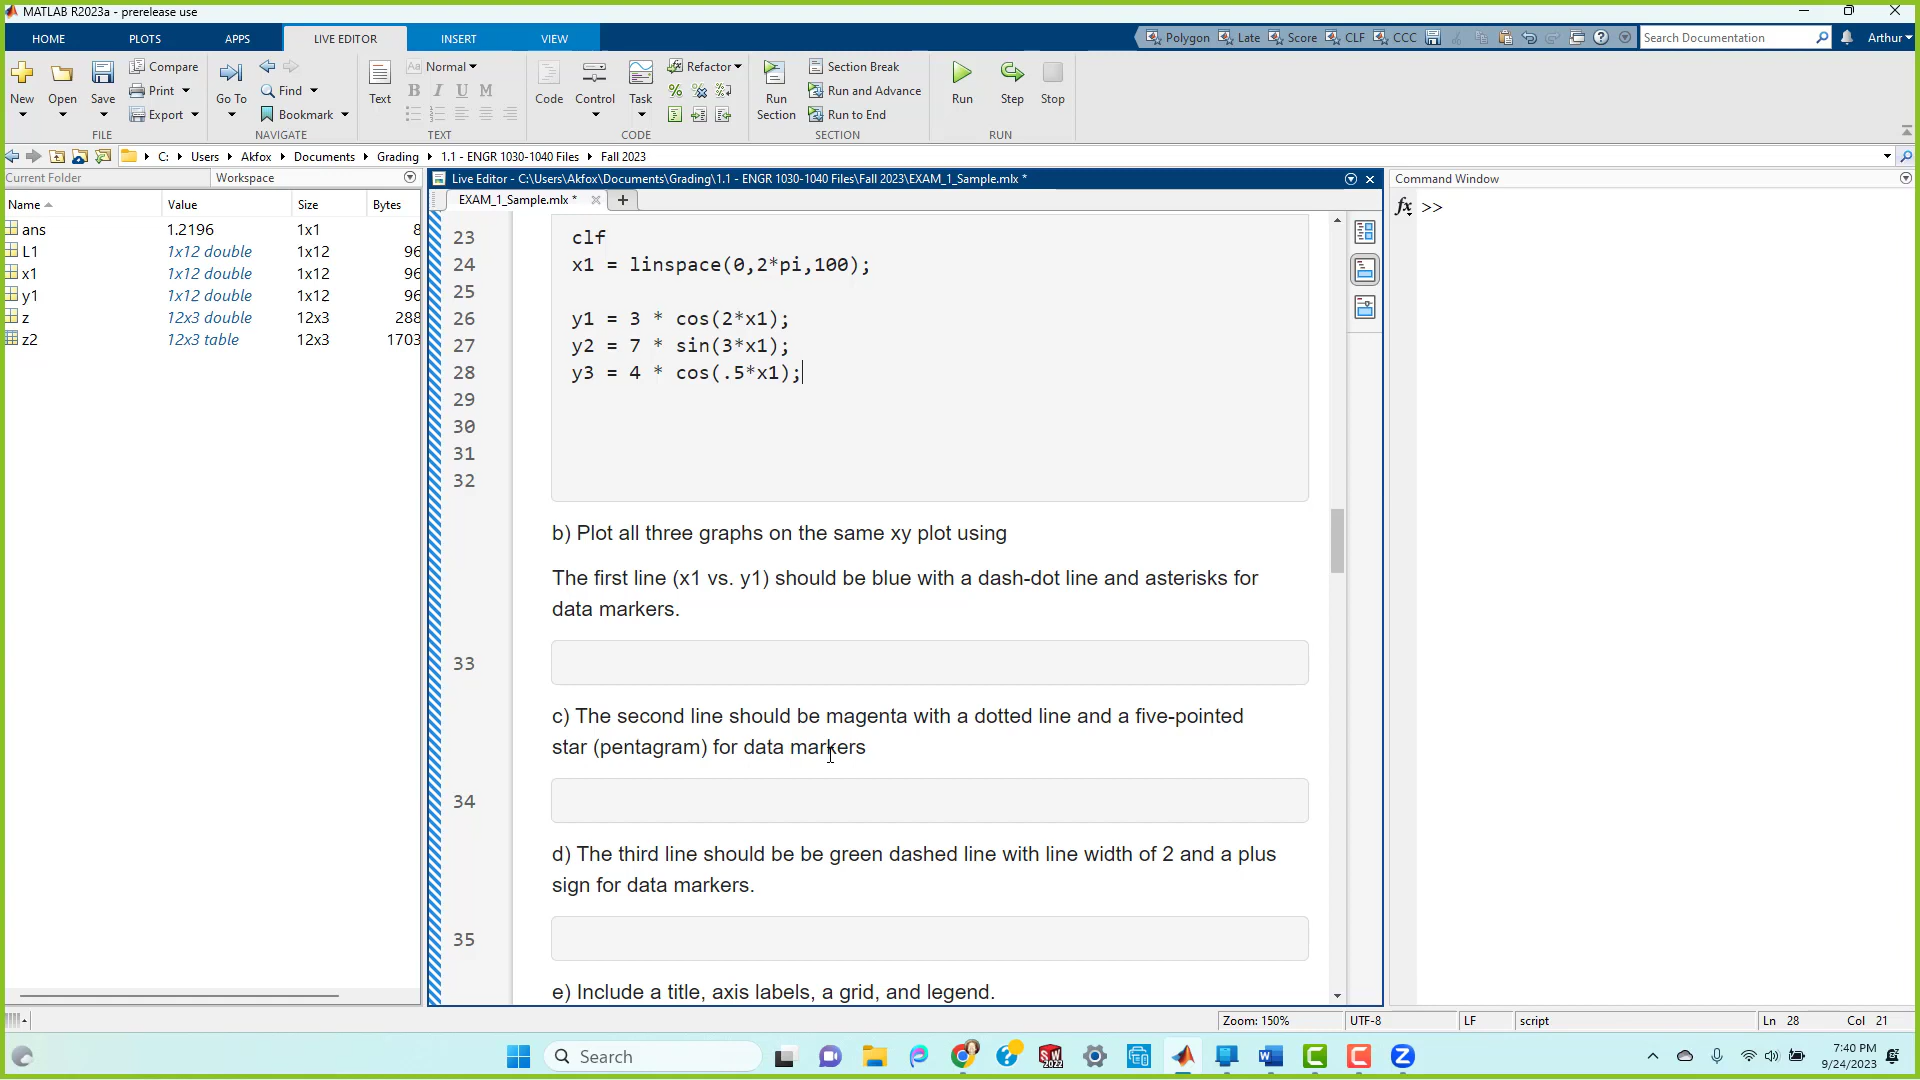 MATLAB R2023a - prerelease use
HOME PLOTS APPS LIVE EDITOR INSERT VIEW
Polygon Late Score CLF CCC Search Documentation Arthur
New Open Save Compare Print Export
FILE
Go To Find Bookmark
NAVIGATE
Text Aa Normal B I U M
TEXT
Code Control Task Refactor
CODE
Run Section Section Break Run and Advance Run to End
SECTION
Run Step Stop
RUN
C: Users Akfox Documents Grading 1.1 - ENGR 1030-1040 Files Fall 2023
Current Folder Workspace
Name Value Size Bytes
ans 1.2196 1x1 8
L1 1x12 double 1x12 96
x1 1x12 double 1x12 96
y1 1x12 double 1x12 96
z 12x3 double 12x3 288
z2 12x3 table 12x3 1703
Live Editor - C:\Users\Akfox\Documents\Grading\1.1 - ENGR 1030-1040 Files\Fall 2023\EXAM_1_Sample.mlx *
EXAM_1_Sample.mlx *
23 clf
24 x1 = linspace(0,2*pi,100);
25
26 y1 = 3 * cos(2*x1);
27 y2 = 7 * sin(3*x1);
28 y3 = 4 * cos(.5*x1);
29
30
31
32
b) Plot all three graphs on the same xy plot using
The first line (x1 vs. y1) should be blue with a dash-dot line and asterisks for
data markers.
33
c) The second line should be magenta with a dotted line and a five-pointed
star (pentagram) for data markers
34
d) The third line should be be green dashed line with line width of 2 and a plus
sign for data markers.
35
e) Include a title, axis labels, a grid, and legend.
Command Window
fx >>
Zoom: 150% UTF-8 LF script Ln 28 Col 21
Search
7:40 PM
9/24/2023